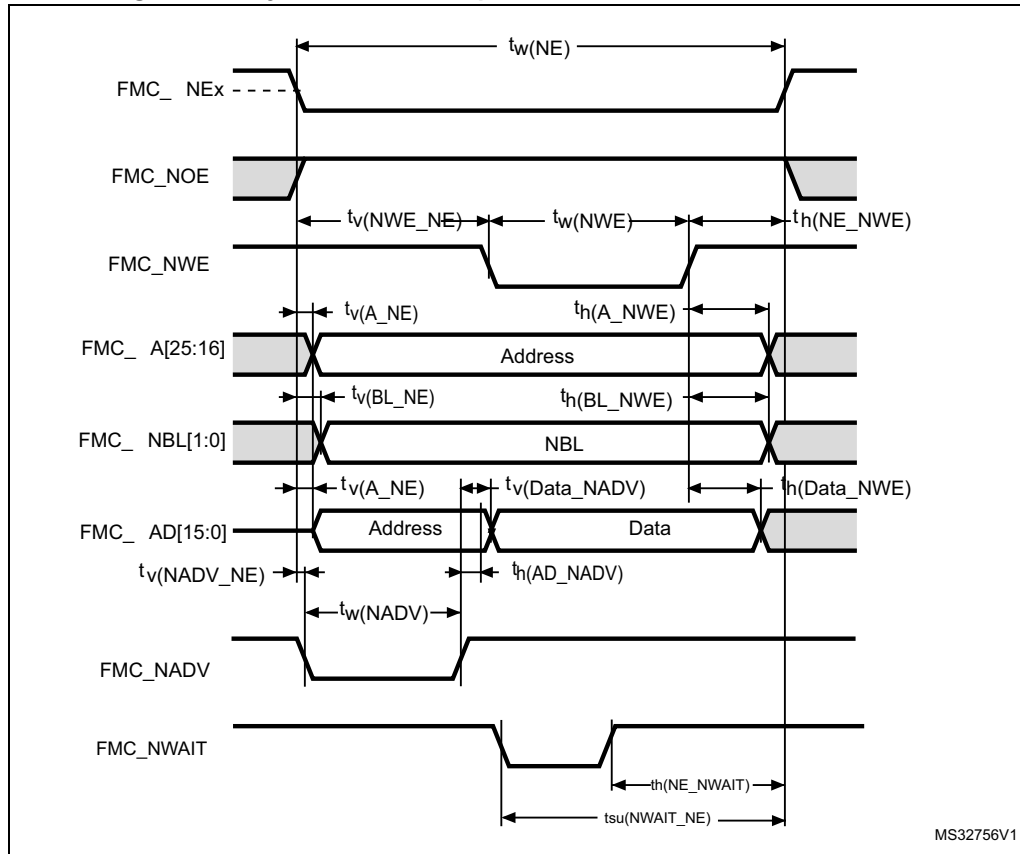 tw(NE)
FMC_ NEx
FMC_NOE
tv(NWE_NE)
tw(NWE)
th(NE_NWE)
FMC_NWE
tv(A_NE)
th(A_NWE)
FMC_ A[25:16]
Address
tv(BL_NE)
th(BL_NWE)
FMC_ NBL[1:0]
NBL
tv(A_NE)
tv(Data_NADV)
th(Data_NWE)
FMC_ AD[15:0]
Address
Data
tv(NADV_NE)
th(AD_NADV)
tw(NADV)
FMC_NADV
FMC_NWAIT
th(NE_NWAIT)
tsu(NWAIT_NE)
MS32756V1